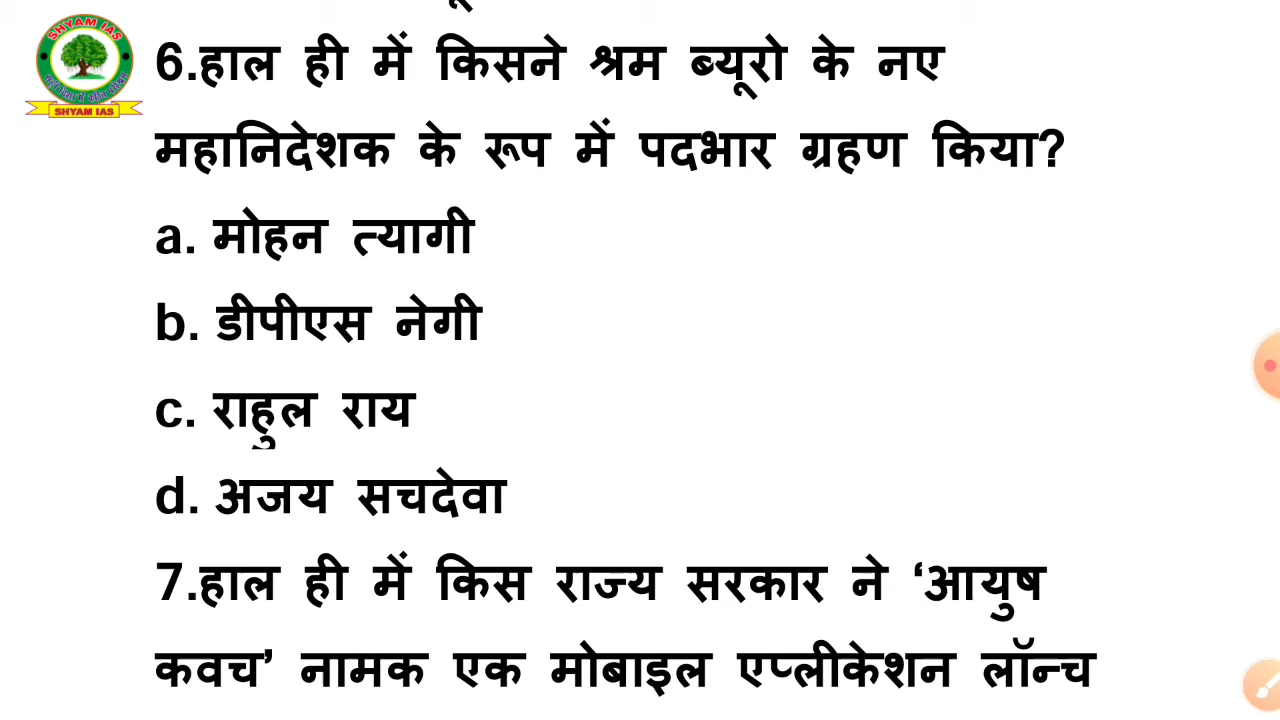 SHYAM IAS
SHYAM IAS
6.हाल ही में किसने श्रम ब्यूरो के नए
महानिदेशक के रूप में पदभार ग्रहण किया?
a. मोहन त्यागी
b. डीपीएस नेगी
c. राहुल राय
d. अजय सचदेवा
7.हाल ही में किस राज्य सरकार ने ‘आयुष
कवच’ नामक एक मोबाइल एप्लीकेशन लॉन्च